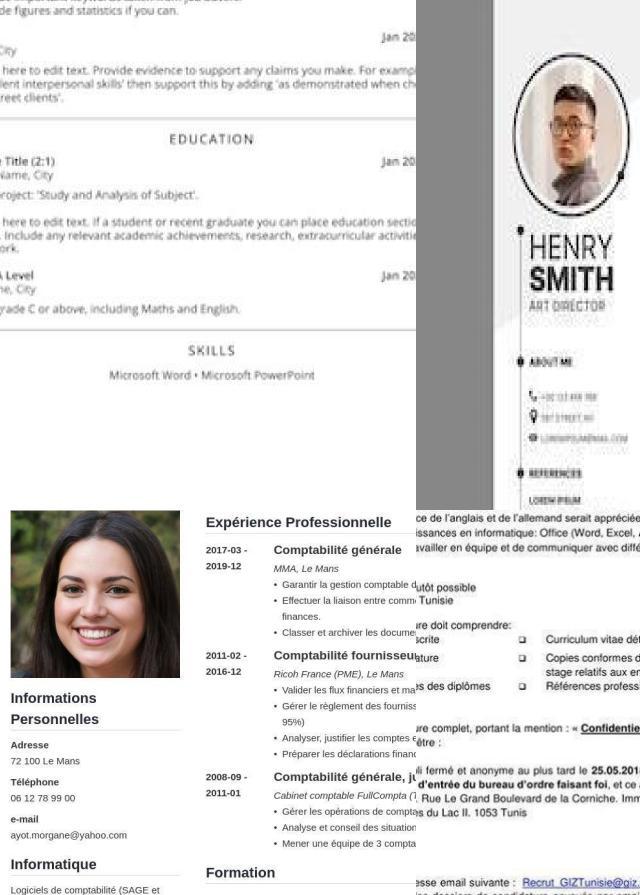 de figures and statistics if you can.
Jan 20
City
here to edit text. Provide evidence to support any claims you make. For examp
lent interpersonal skills' then support this by adding 'as demonstrated when ch
reet clients'.
EDUCATION
Title (2:1)
Jan 20
Name, City
roject: 'Study and Analysis of Subject'.
here to edit text. If a student or recent graduate you can place education sectio
. Include any relevant academic achievements, research, extracurricular activitie
ork.
A Level
Jan 20
ne, City
rade C or above, including Maths and English.
SKILLS
Microsoft Word • Microsoft PowerPoint
HENRY
SMITH
ART DIRECTOR
ABOUT ME
REFERENCES
LOREM IPSUM
Informations
Personnelles
Adresse
72 100 Le Mans
Téléphone
06 12 78 99 00
e-mail
ayot.morgane@yahoo.com
Informatique
Logiciels de comptabilité (SAGE et
Expérience Professionnelle
2017-03 -
2019-12
Comptabilité générale
MMA, Le Mans
• Garantir la gestion comptable d
• Effectuer la liaison entre comm
finances.
• Classer et archiver les docume
2011-02 -
2016-12
Comptabilité fournisseu
Ricoh France (PME), Le Mans
• Valider les flux financiers et ma
• Gérer le règlement des fourniss
95%)
• Analyser, justifier les comptes e
• Préparer les déclarations financ
2008-09 -
2011-01
Comptabilité générale, ju
Cabinet comptable FullCompta (T
• Gérer les opérations de compta
• Analyse et conseil des situation
• Mener une équipe de 3 compta
Formation
ce de l'anglais et de l'allemand serait appréciée
issances en informatique: Office (Word, Excel, A
availler en équipe et de communiquer avec diffé
utôt possible
Tunisie
ure doit comprendre:
scrite
Curriculum vitae dét
ature
Copies conformes d
stage relatifs aux en
es des diplômes
Références professi
ure complet, portant la mention : « Confidentie
être :
li fermé et anonyme au plus tard le 25.05.2018
d'entrée du bureau d'ordre faisant foi, et ce a
, Rue Le Grand Boulevard de la Corniche. Imm
es du Lac II. 1053 Tunis
esse email suivante : Recrut_GIZTunisie@giz